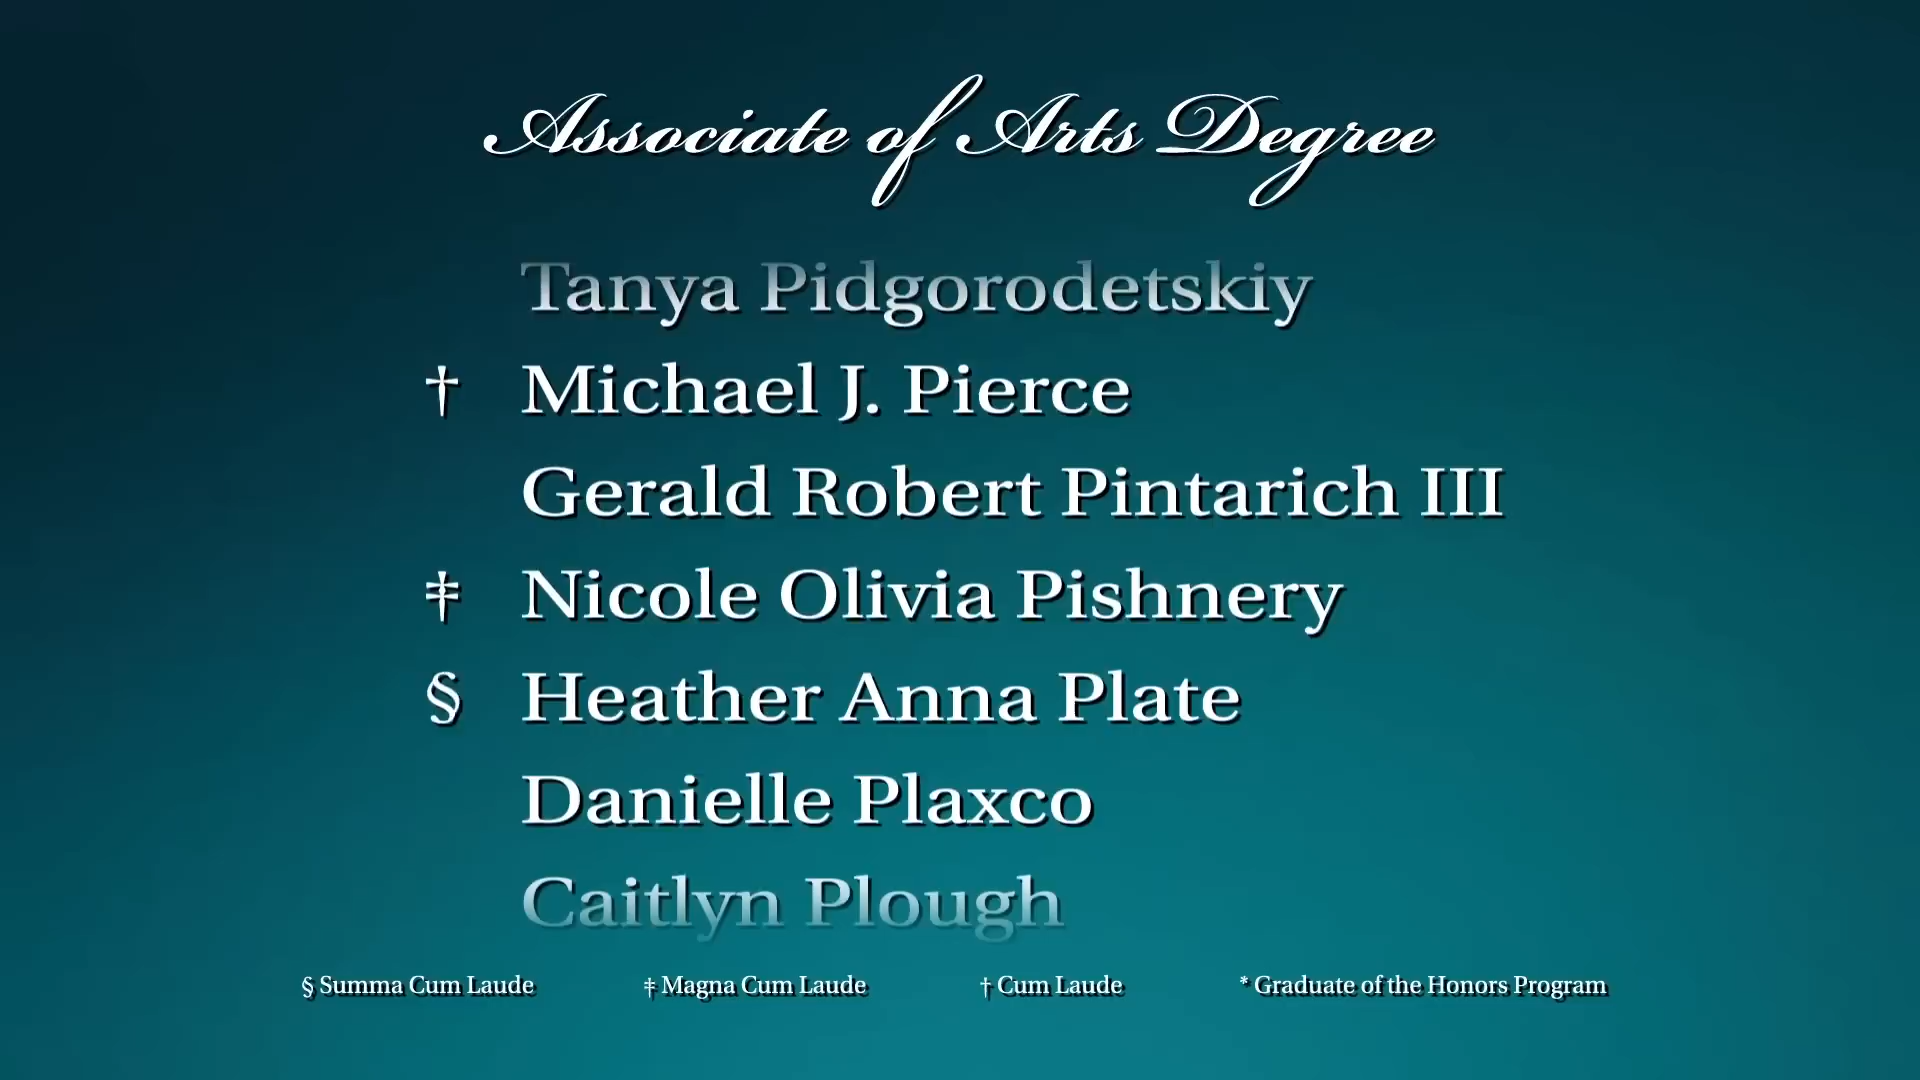 Associate of Arts Degree
Tanya Pidgorodetskiy
† Michael J. Pierce
Gerald Robert Pintarich III
‡ Nicole Olivia Pishnery
§ Heather Anna Plate
Danielle Plaxco
Caitlyn Plough
§ Summa Cum Laude ‡ Magna Cum Laude † Cum Laude * Graduate of the Honors Program